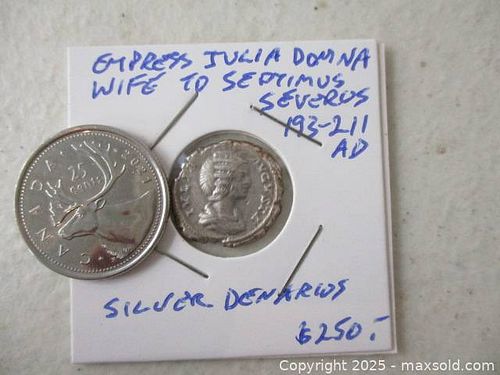 EMPRESS JULIA DOMNA
WIFE TO SEPTIMUS
SEVERUS
193-211
AD
CANADA
25
cents
2021
SILVER DENARIUS
$250.-
Copyright 2025 - maxsold.com